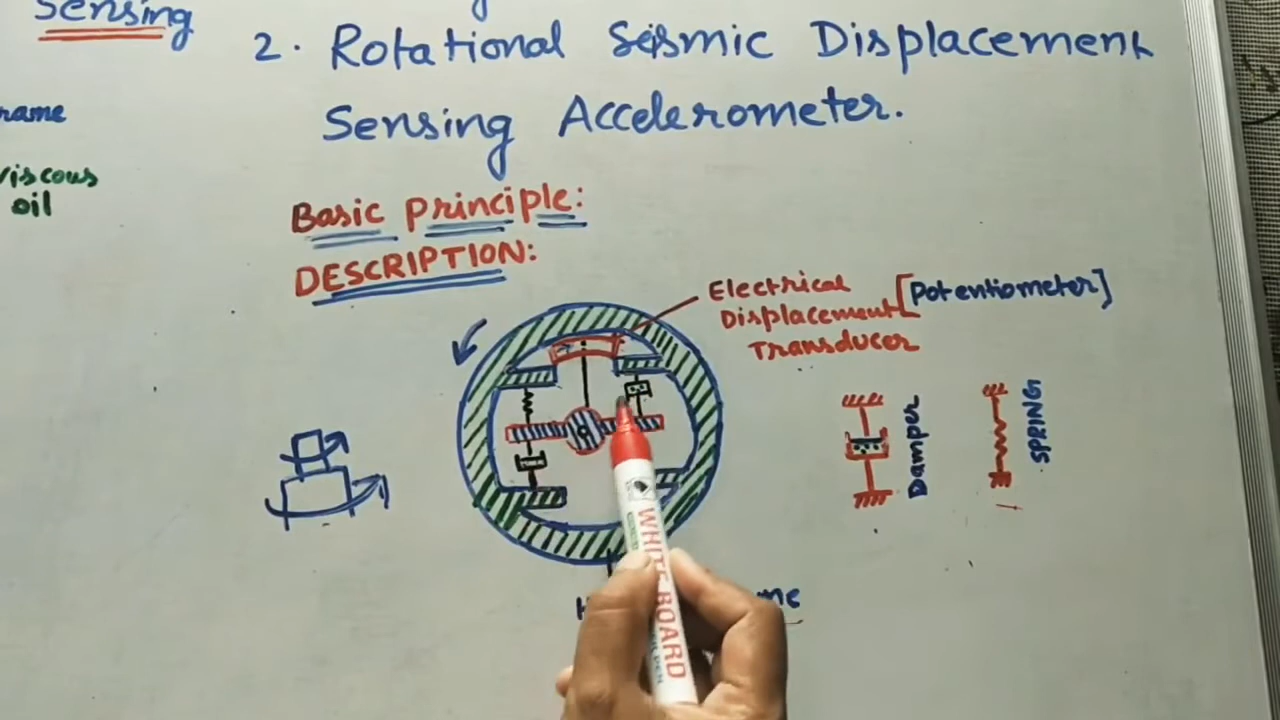 Sensing
rame
viscous
oil
2. Rotational Seismic Displacement
Sensing Accelerometer.
Basic Principle:
DESCRIPTION:
Electrical [Potentiometer]
Displacement
Transducer
Damper
SPRING
WHITE BOARD
me